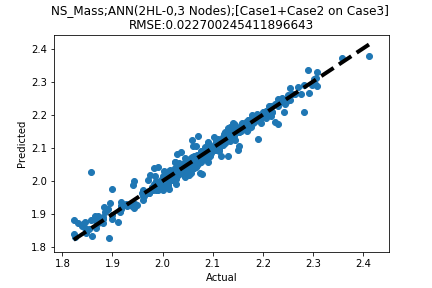 NS_Mass;ANN(2HL-0,3 Nodes);[Case1+Case2 on Case3]
RMSE:0.022700245411896643
2.4
2.3
2.2
2.1
2.0
1.9
1.8
Predicted
1.8 1.9 2.0 2.1 2.2 2.3 2.4
Actual